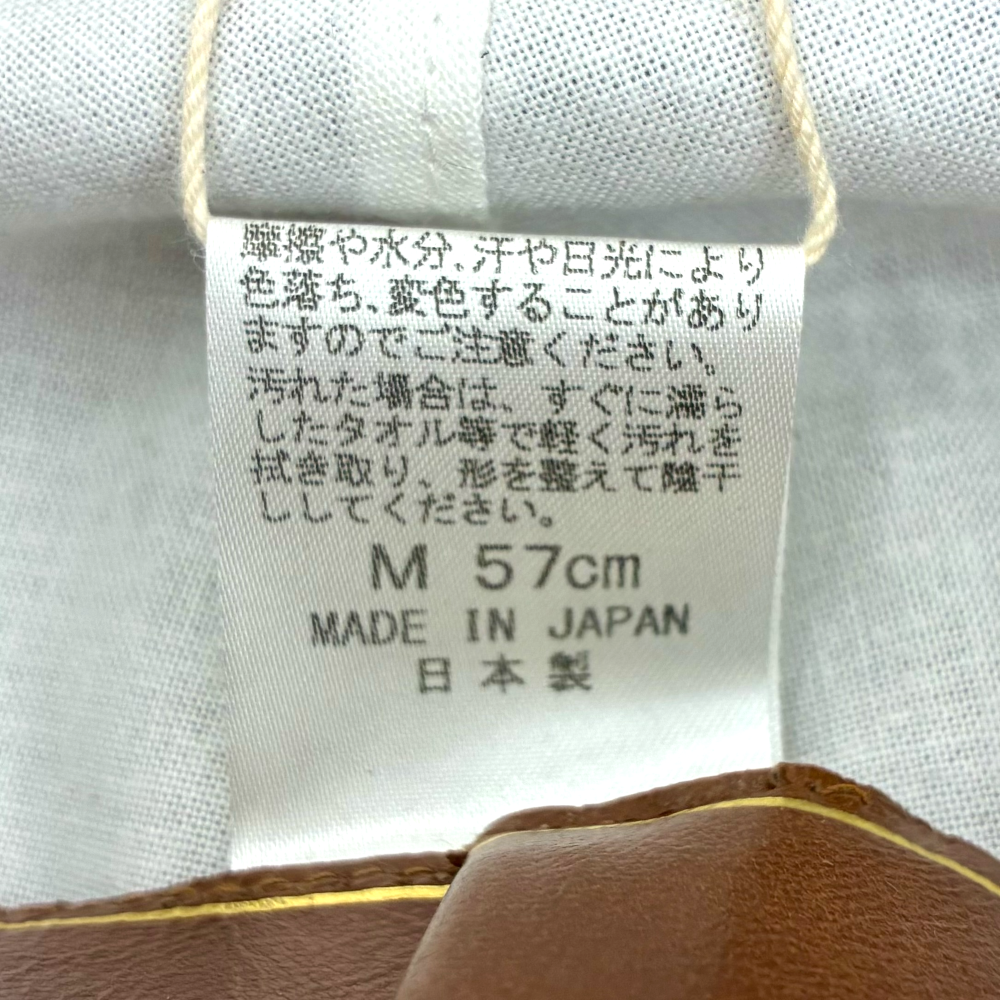 摩擦や水分、汗や日光により
色落ち、変色することがあり
ますのでご注意ください。
汚れた場合は、すぐに濡ら
したタオル等で軽く汚れを
拭き取り、形を整えて陰干
ししてください。
M 57cm
MADE IN JAPAN
日本製